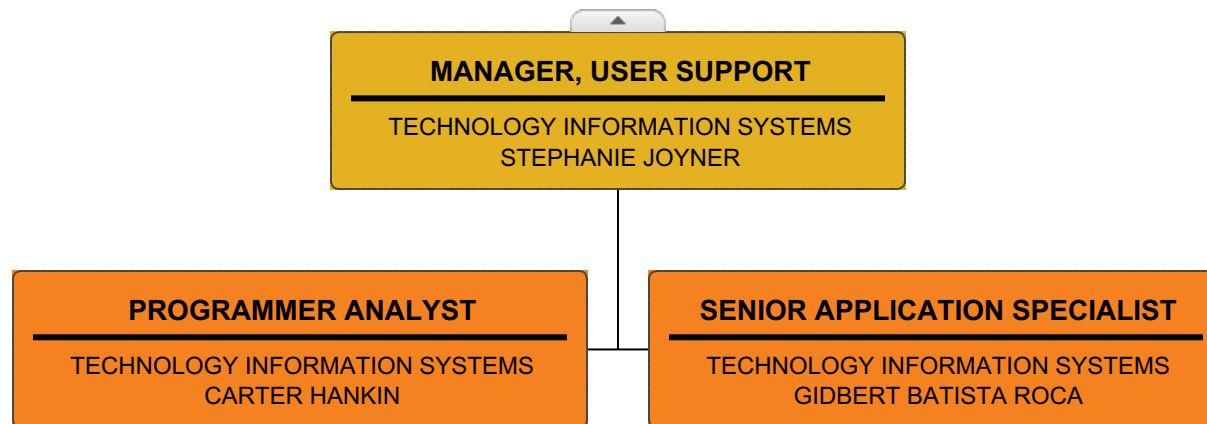 MANAGER, USER SUPPORT
TECHNOLOGY INFORMATION SYSTEMS
STEPHANIE JOYNER
PROGRAMMER ANALYST
TECHNOLOGY INFORMATION SYSTEMS
CARTER HANKIN
SENIOR APPLICATION SPECIALIST
TECHNOLOGY INFORMATION SYSTEMS
GIDBERT BATISTA ROCA